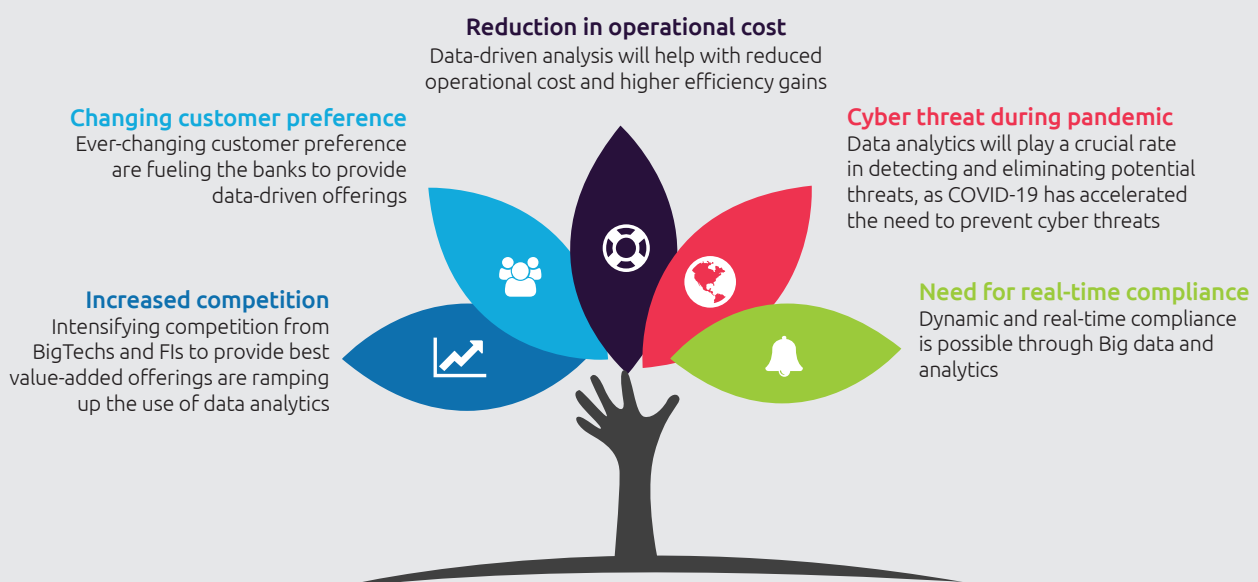 Reduction in operational cost
Data-driven analysis will help with reduced
operational cost and higher efficiency gains
Changing customer preference
Ever-changing customer preference
are fueling the banks to provide
data-driven offerings
Cyber threat during pandemic
Data analytics will play a crucial rate
in detecting and eliminating potential
threats, as COVID-19 has accelerated
the need to prevent cyber threats
Increased competition
Intensifying competition from
BigTechs and FIs to provide best
value-added offerings are ramping
up the use of data analytics
Need for real-time compliance
Dynamic and real-time compliance
is possible through Big data and
analytics